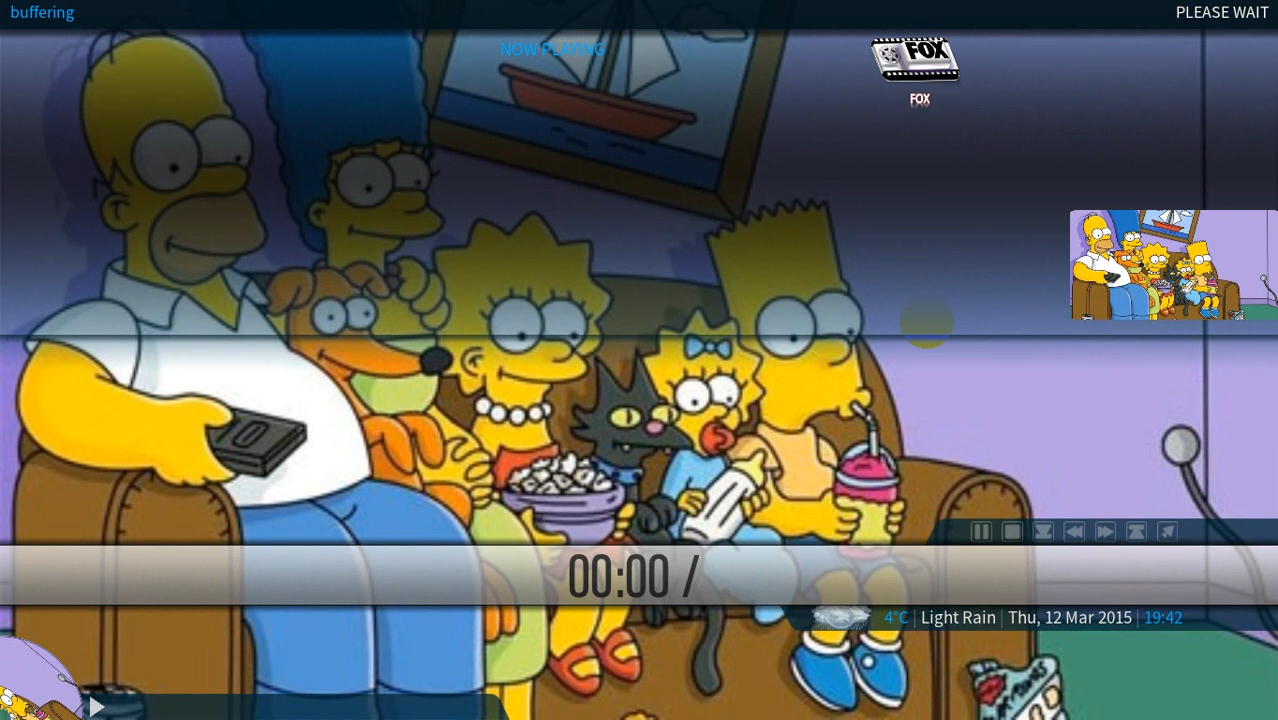 buffering
PLEASE WAIT
NOW PLAYING
FOX
FOX
00:00 /
4°C | Light Rain | Thu, 12 Mar 2015 | 19:42